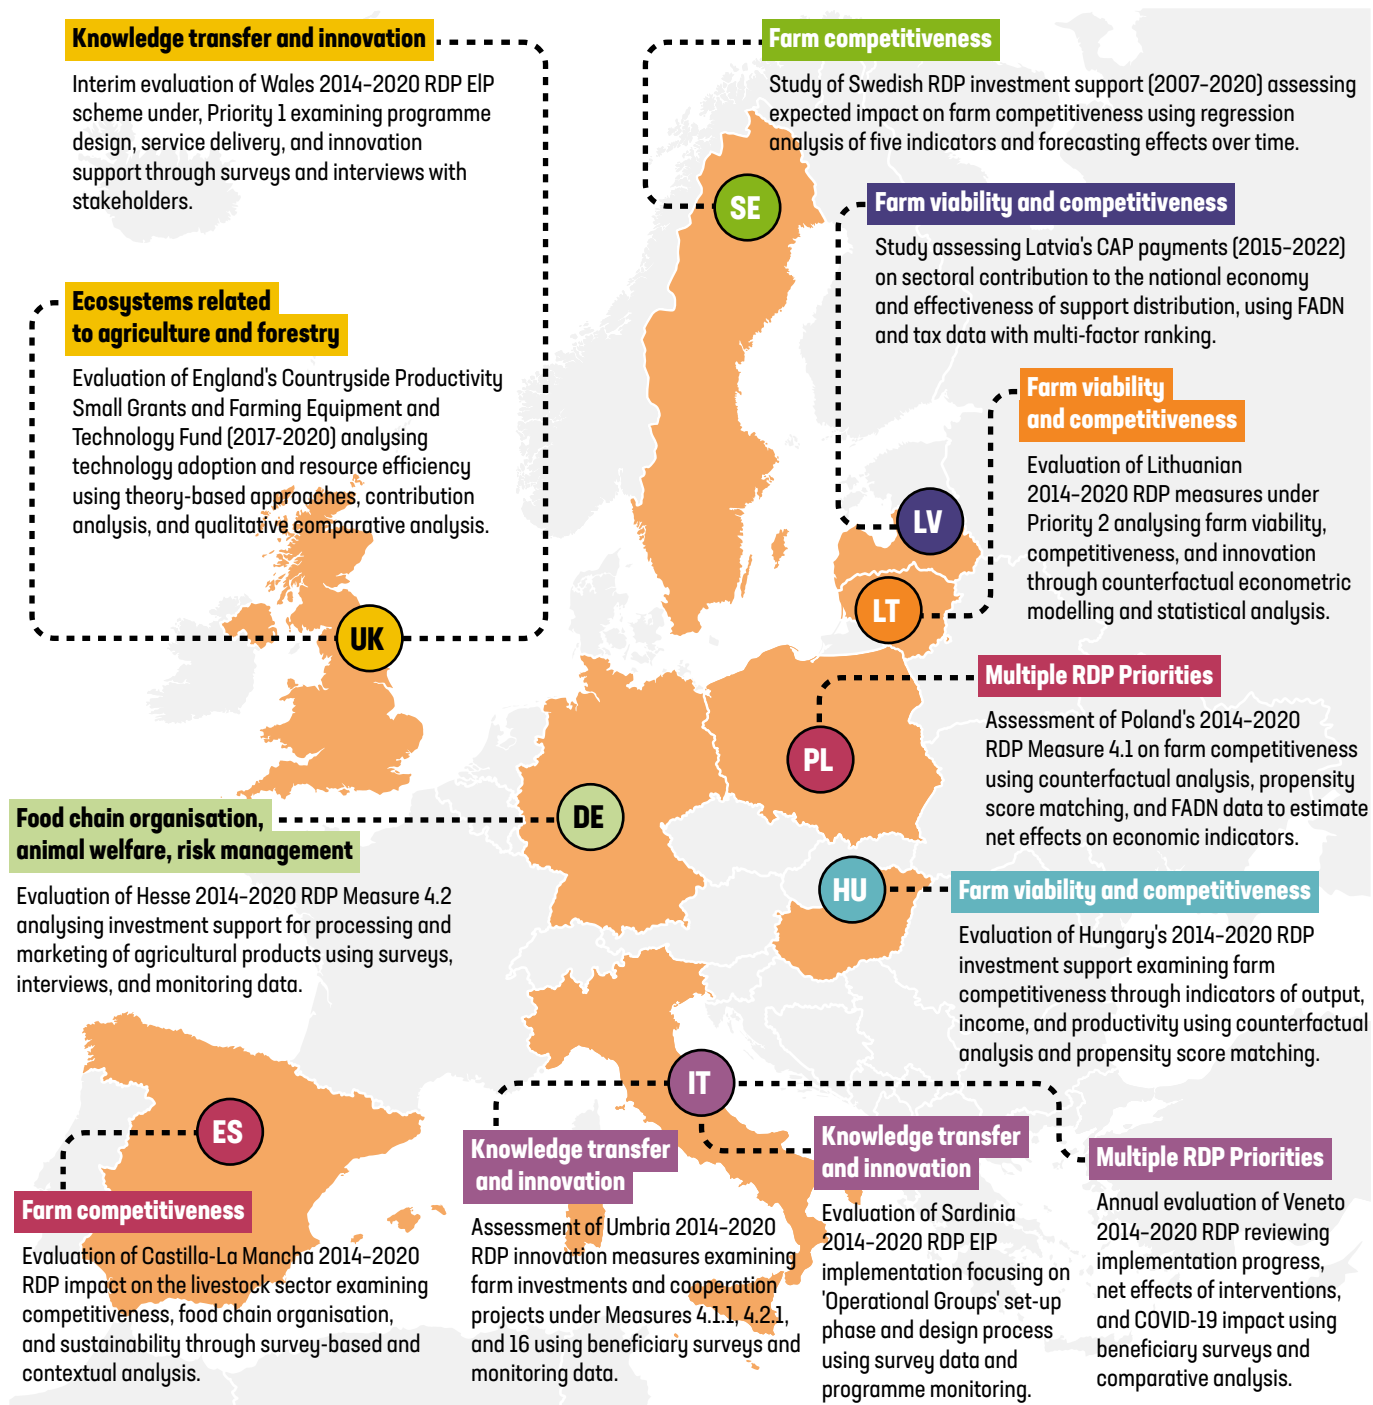 Knowledge transfer and innovation
Interim evaluation of Wales 2014–2020 RDP EIP
scheme under, Priority 1 examining programme
design, service delivery, and innovation
support through surveys and interviews with
stakeholders.
Farm competitiveness
Study of Swedish RDP investment support (2007–2020) assessing
expected impact on farm competitiveness using regression
analysis of five indicators and forecasting effects over time.
SE
Farm viability and competitiveness
Study assessing Latvia's CAP payments (2015–2022)
on sectoral contribution to the national economy
and effectiveness of support distribution, using FADN
and tax data with multi-factor ranking.
LV
Ecosystems related
to agriculture and forestry
Evaluation of England's Countryside Productivity
Small Grants and Farming Equipment and
Technology Fund (2017-2020) analysing
technology adoption and resource efficiency
using theory-based approaches, contribution
analysis, and qualitative comparative analysis.
UK
Farm viability
and competitiveness
Evaluation of Lithuanian
2014–2020 RDP measures under
Priority 2 analysing farm viability,
competitiveness, and innovation
through counterfactual econometric
modelling and statistical analysis.
LT
Multiple RDP Priorities
Assessment of Poland's 2014–2020
RDP Measure 4.1 on farm competitiveness
using counterfactual analysis, propensity
score matching, and FADN data to estimate
net effects on economic indicators.
PL
Food chain organisation,
animal welfare, risk management
Evaluation of Hesse 2014–2020 RDP Measure 4.2
analysing investment support for processing and
marketing of agricultural products using surveys,
interviews, and monitoring data.
DE
HU
Farm viability and competitiveness
Evaluation of Hungary's 2014–2020 RDP
investment support examining farm
competitiveness through indicators of output,
income, and productivity using counterfactual
analysis and propensity score matching.
ES
Farm competitiveness
Evaluation of Castilla-La Mancha 2014–2020
RDP impact on the livestock sector examining
competitiveness, food chain organisation,
and sustainability through survey-based and
contextual analysis.
IT
Knowledge transfer
and innovation
Assessment of Umbria 2014–2020
RDP innovation measures examining
farm investments and cooperation
projects under Measures 4.1.1, 4.2.1,
and 16 using beneficiary surveys and
monitoring data.
Knowledge transfer
and innovation
Evaluation of Sardinia
2014–2020 RDP EIP
implementation focusing on
'Operational Groups' set-up
phase and design process
using survey data and
programme monitoring.
Multiple RDP Priorities
Annual evaluation of Veneto
2014–2020 RDP reviewing
implementation progress,
net effects of interventions,
and COVID-19 impact using
beneficiary surveys and
comparative analysis.